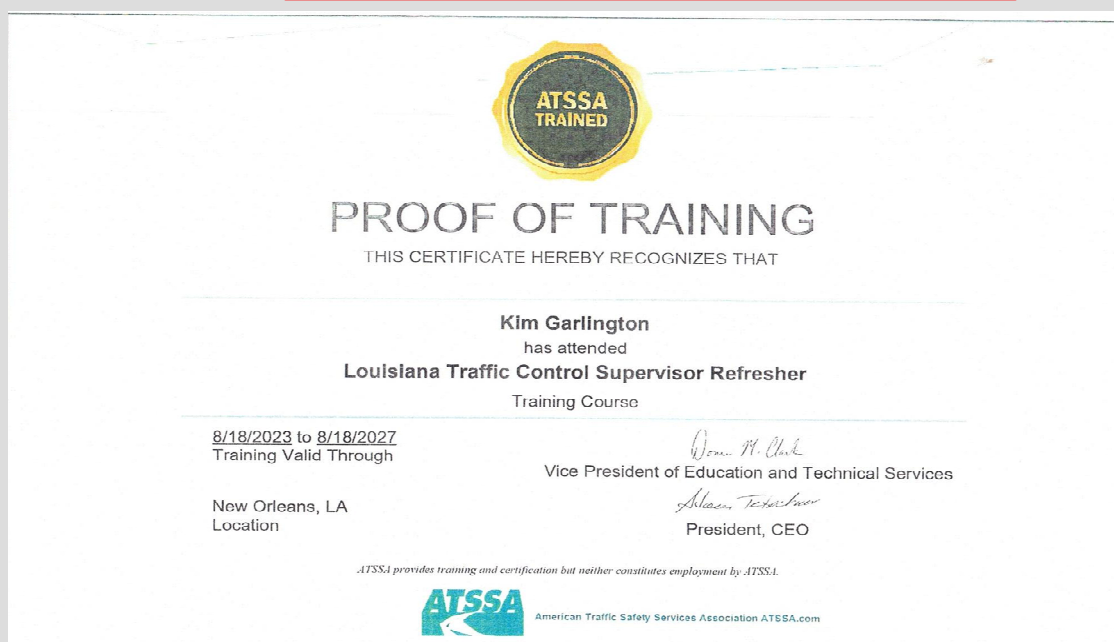 ATSSA
TRAINED
PROOF OF TRAINING
THIS CERTIFICATE HEREBY RECOGNIZES THAT
Kim Garlington
has attended
Louisiana Traffic Control Supervisor Refresher
Training Course
8/18/2023 to 8/18/2027
Training Valid Through
Vice President of Education and Technical Services
New Orleans, LA
Location
President, CEO
ATSSA provides training and certification but neither constitutes employment by ATSSA.
ATSSA
American Traffic Safety Services Association ATSSA.com